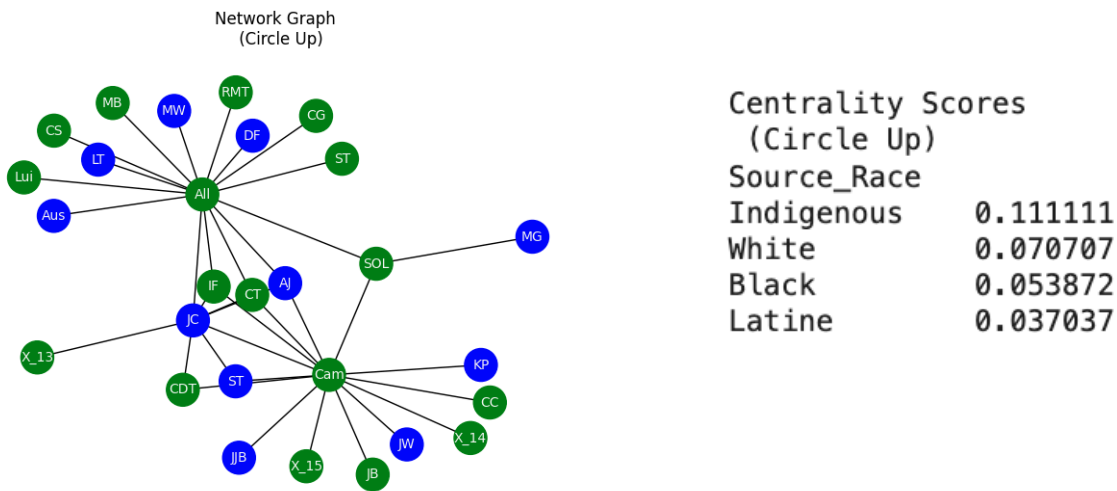 Network Graph
(Circle Up)
RMT
MB
MW
CG
CS
DF
LT
ST
Lui
All
Aus
MG
SOL
IF
AJ
CT
JC
X_13
KP
Cam
ST
CDT
CC
X_14
JW
JJB
X_15
JB
Centrality Scores
(Circle Up)
Source_Race
Indigenous 0.111111
White 0.070707
Black 0.053872
Latine 0.037037